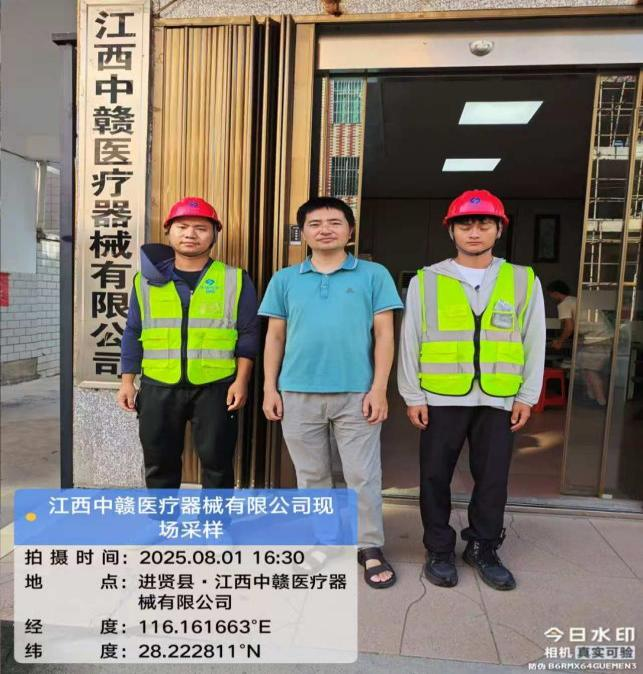 江西中赣医疗器械有限公司
江西中赣医疗器械有限公司现
场采样
拍摄时间：2025.08.01 16:30
地 点：进贤县·江西中赣医疗器
械有限公司
经 度：116.161663°E
纬 度：28.222811°N
今日水印
相机 真实可验
防伪 B6RMX64GUEMEN3